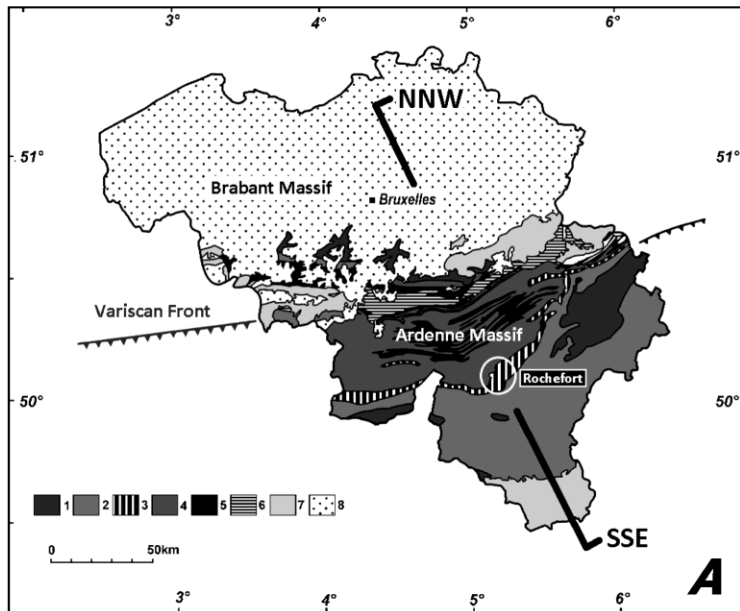 3° 4° 5° 6°
NNW
51° 51°
Brabant Massif
Bruxelles
Variscan Front
Ardenne Massif
Rochefort
50° 50°
1 2 3 4 5 6 7 8
SSE
0 50km
A
3° 4° 5° 6°